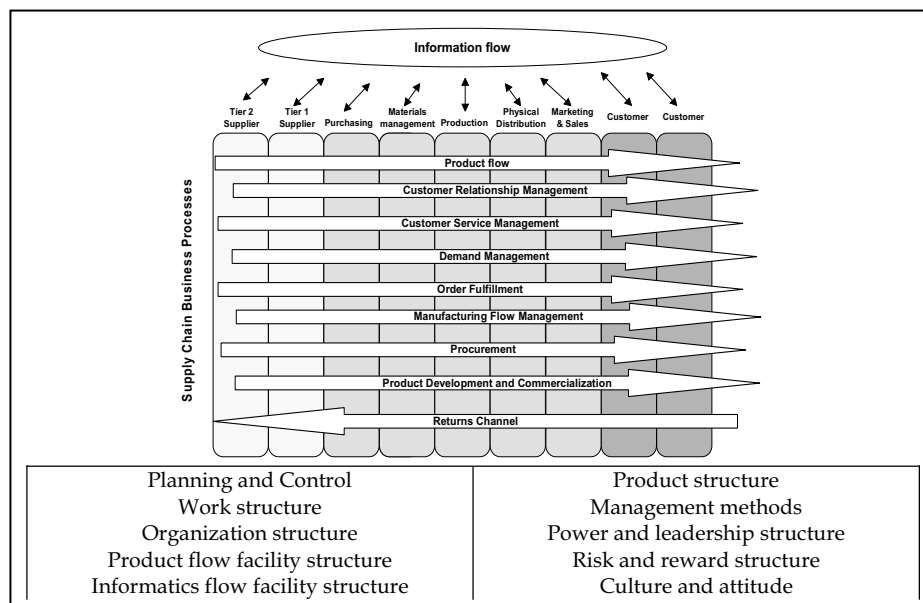 Information flow
Tier 2
Supplier
Tier 1
Supplier
Purchasing
Materials
management
Production
Physical
Distribution
Marketing
& Sales
Customer
Customer
Supply Chain Business Processes
Product flow
Customer Relationship Management
Customer Service Management
Demand Management
Order Fulfillment
Manufacturing Flow Management
Procurement
Product Development and Commercialization
Returns Channel
Planning and Control
Work structure
Organization structure
Product flow facility structure
Informatics flow facility structure
Product structure
Management methods
Power and leadership structure
Risk and reward structure
Culture and attitude